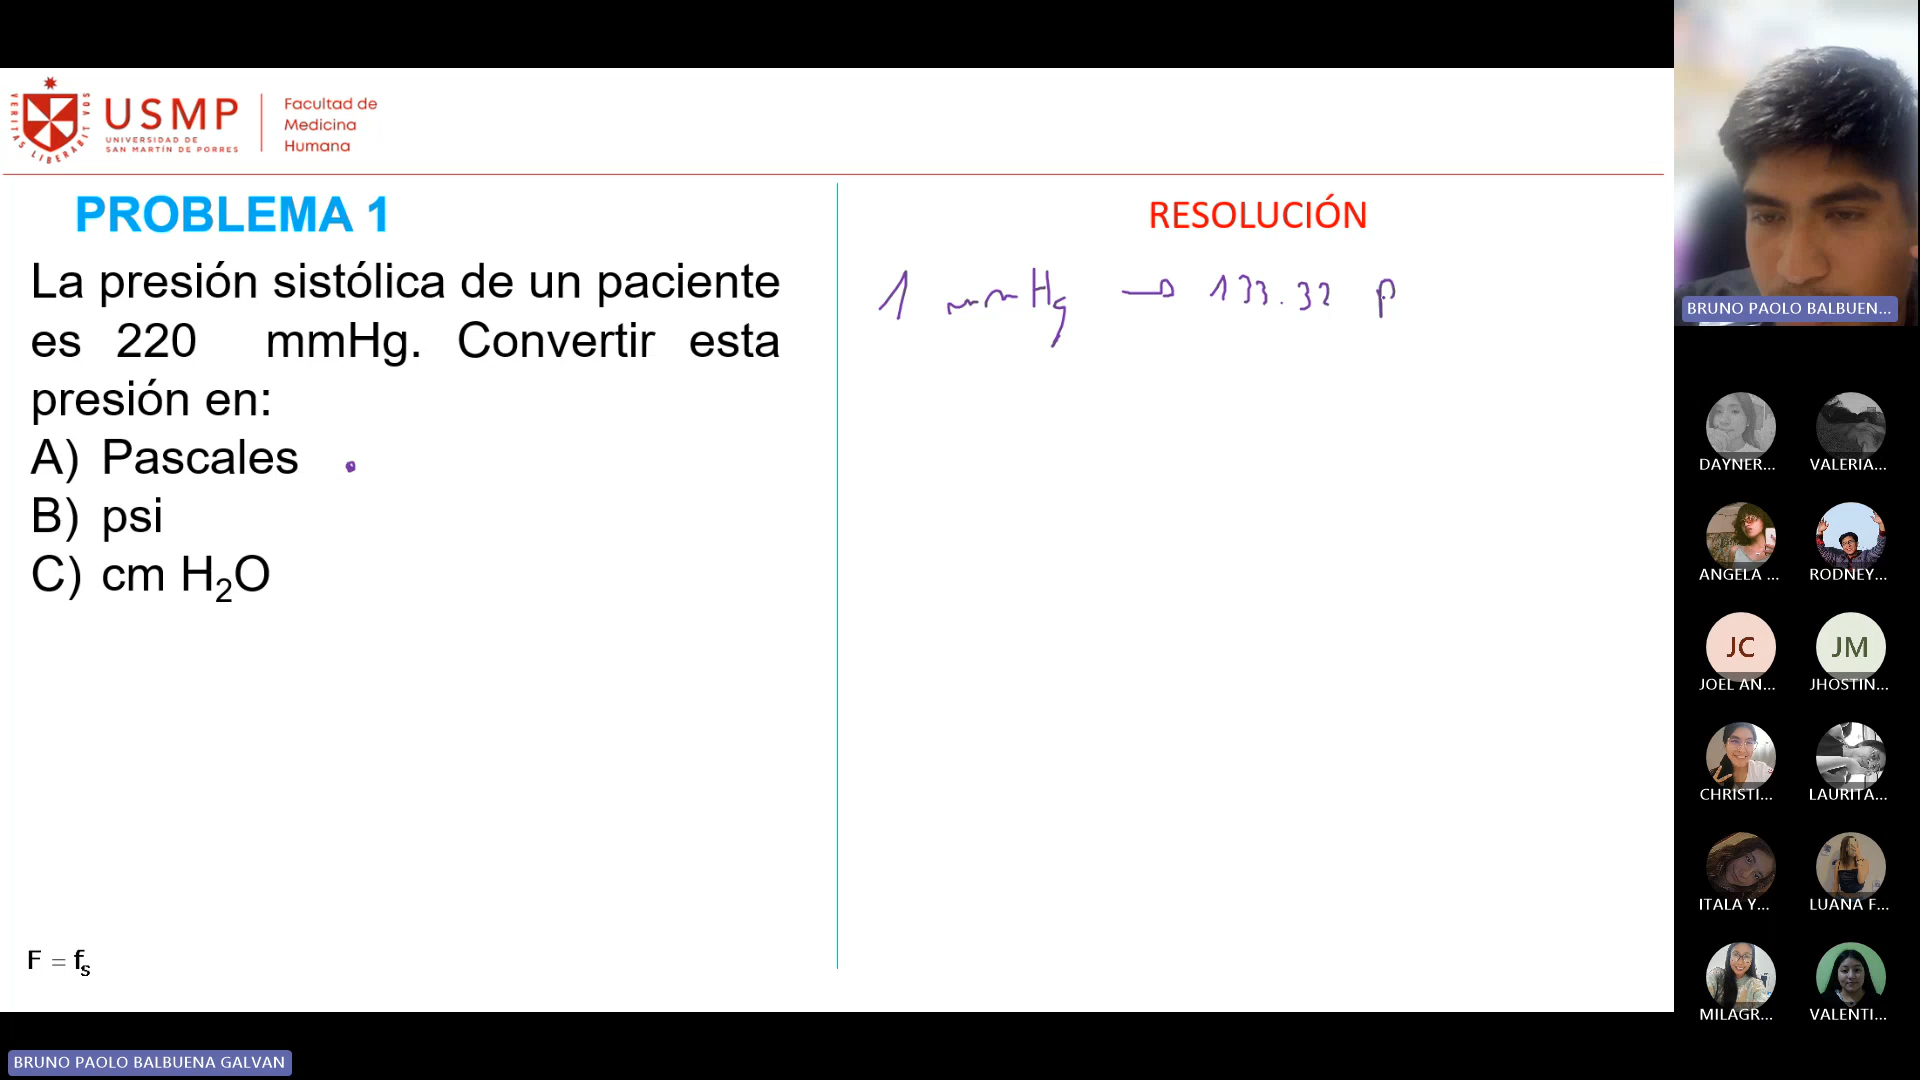 USMP
UNIVERSIDAD DE
SAN MARTÍN DE PORRES
VERITAS LIBERABIT VOS
Facultad de
Medicina
Humana
PROBLEMA 1
La presión sistólica de un paciente
es 220 mmHg. Convertir esta
presión en:
A) Pascales
B) psi
C) cm H₂O
F = fₛ
RESOLUCIÓN
1 mmHg → 133.32 P
BRUNO PAOLO BALBUEN...
DAYNER...
VALERIA...
ANGELA ...
RODNEY...
JC
JOEL AN...
JM
JHOSTIN...
CHRISTI...
LAURITA...
ITALA Y...
LUANA F...
MILAGR...
VALENTI...
BRUNO PAOLO BALBUENA GALVAN